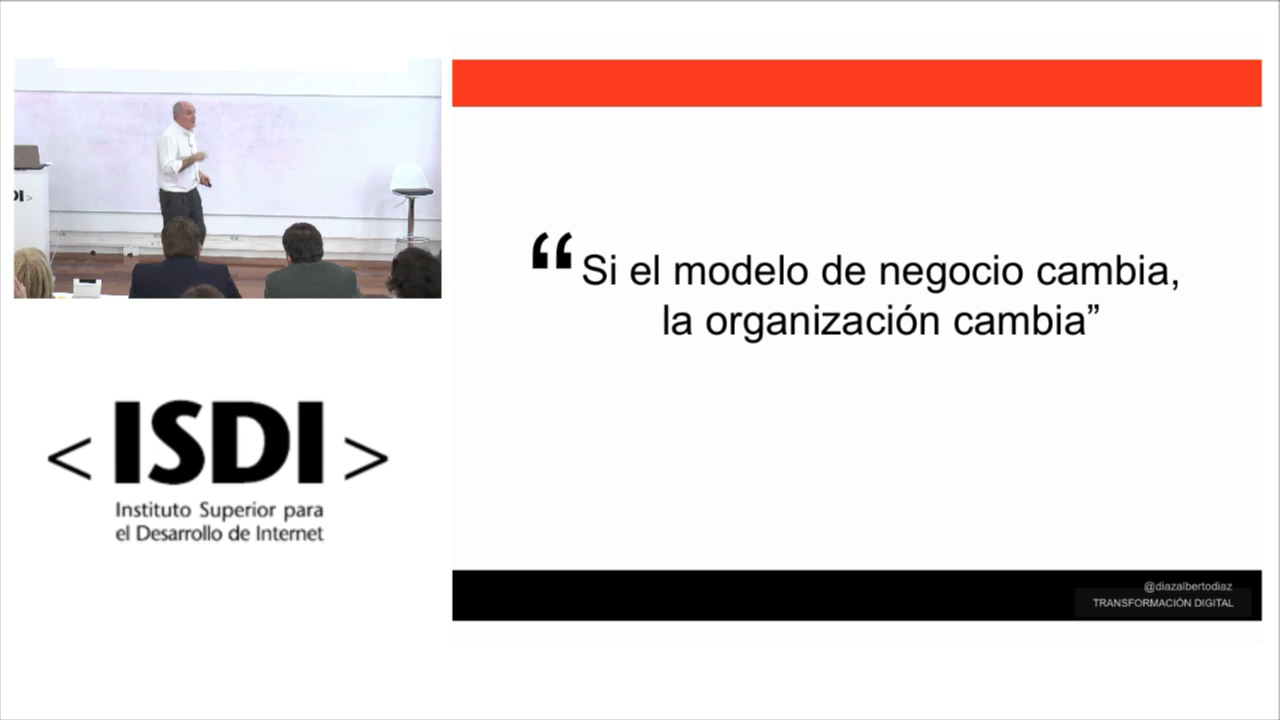 “Si el modelo de negocio cambia,
la organización cambia”
<ISDI>
Instituto Superior para
el Desarrollo de Internet
@diazalbertodiaz
TRANSFORMACIÓN DIGITAL